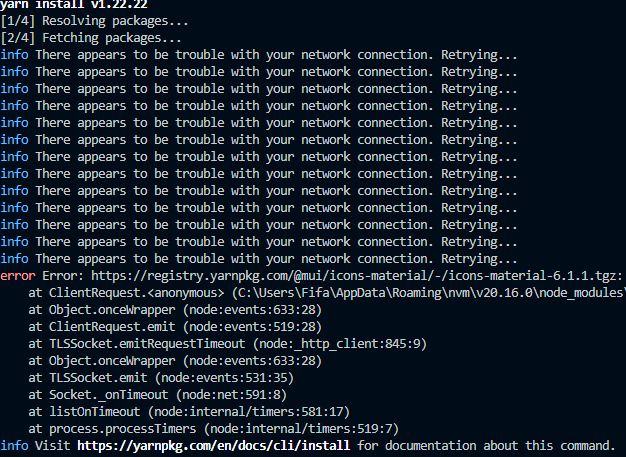 yarn install v1.22.22
[1/4] Resolving packages...
[2/4] Fetching packages...
info There appears to be trouble with your network connection. Retrying...
info There appears to be trouble with your network connection. Retrying...
info There appears to be trouble with your network connection. Retrying...
info There appears to be trouble with your network connection. Retrying...
info There appears to be trouble with your network connection. Retrying...
info There appears to be trouble with your network connection. Retrying...
info There appears to be trouble with your network connection. Retrying...
info There appears to be trouble with your network connection. Retrying...
info There appears to be trouble with your network connection. Retrying...
info There appears to be trouble with your network connection. Retrying...
info There appears to be trouble with your network connection. Retrying...
info There appears to be trouble with your network connection. Retrying...
info There appears to be trouble with your network connection. Retrying...
error Error: https://registry.yarnpkg.com/@mui/icons-material/-/icons-material-6.1.1.tgz:
    at ClientRequest.<anonymous> (C:\Users\Fifa\AppData\Roaming\nvm\v20.16.0\node_modules\
    at Object.onceWrapper (node:events:633:28)
    at ClientRequest.emit (node:events:519:28)
    at TLSSocket.emitRequestTimeout (node:_http_client:845:9)
    at Object.onceWrapper (node:events:633:28)
    at TLSSocket.emit (node:events:531:35)
    at Socket._onTimeout (node:net:591:8)
    at listOnTimeout (node:internal/timers:581:17)
    at process.processTimers (node:internal/timers:519:7)
info Visit https://yarnpkg.com/en/docs/cli/install for documentation about this command.